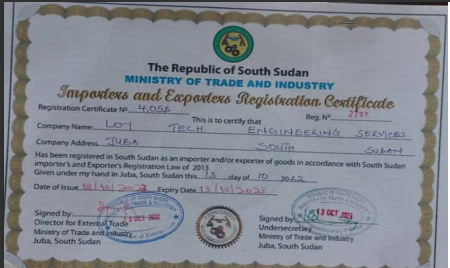 The Republic of South Sudan
MINISTRY OF TRADE AND INDUSTRY
Importers and Exporters Registration Certificate
Registration Certificate Nº 4,056 Reg. Nº 2797
This is to certify that
Company Name: LOY TECH ENGINEERING SERVICES
Company Address JUBA SOUTH SUDAN
Has been registered in South Sudan as an importer and/or exporter of goods in accordance with South Sudan
importer's and Exporter's Registration Law of 2013
Given under my hand in Juba, South Sudan this 13 day of 10 2022
Date of Issue 18/10/2022 Expiry Date 13/10/2023
Signed by:
Director for External Trade
Ministry of Trade and Industry
Juba, South Sudan
13 OCT 2022
Signed by
Undersecretary
Ministry of Trade and Industry
Juba, South Sudan
13 OCT